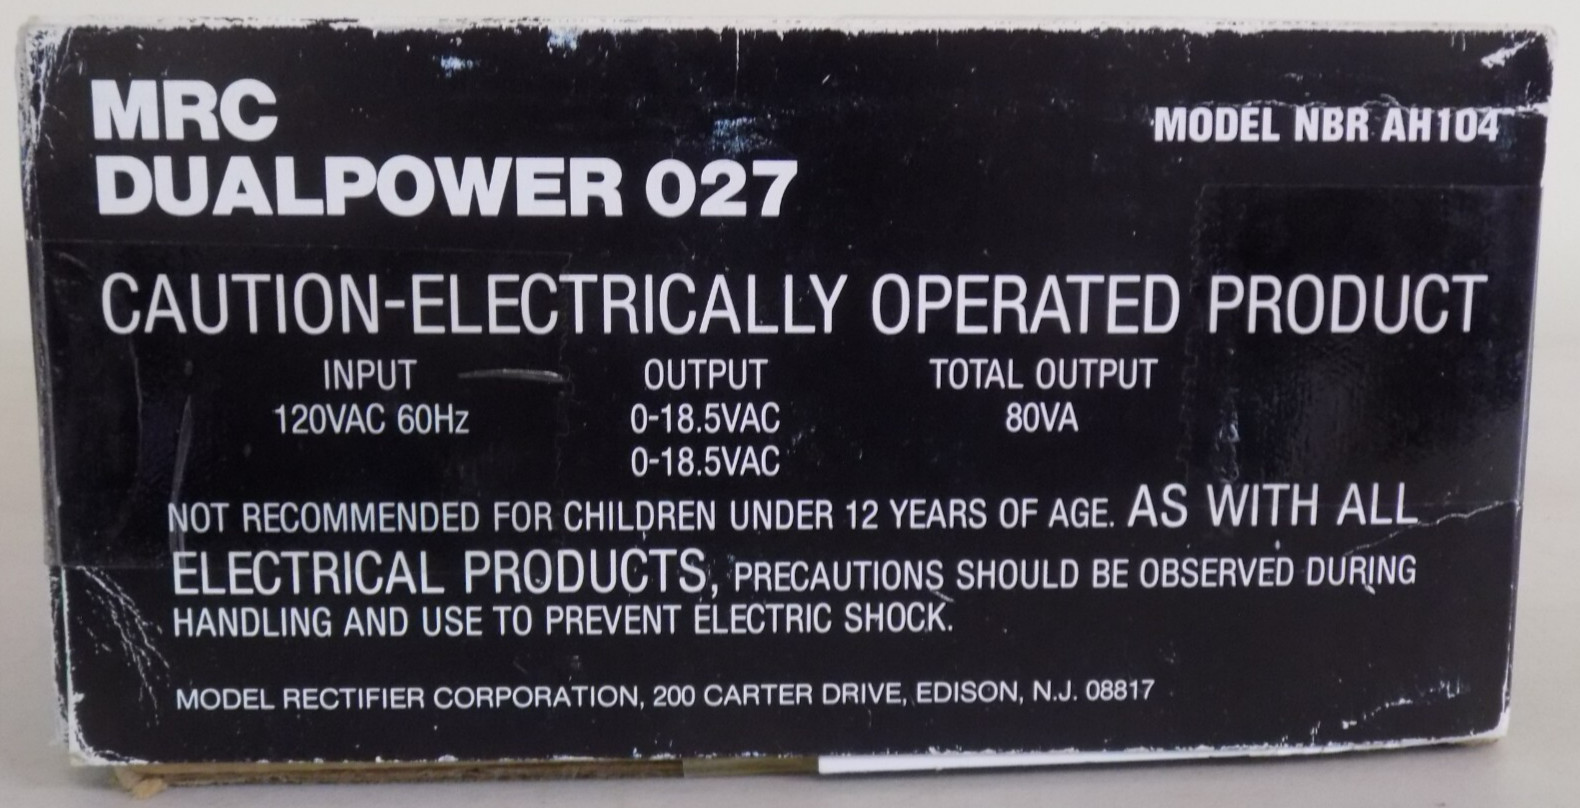 MRC
DUALPOWER 027
MODEL NBR AH104
CAUTION-ELECTRICALLY OPERATED PRODUCT
INPUT OUTPUT TOTAL OUTPUT
120VAC 60Hz 0-18.5VAC 80VA
0-18.5VAC
NOT RECOMMENDED FOR CHILDREN UNDER 12 YEARS OF AGE. AS WITH ALL
ELECTRICAL PRODUCTS, PRECAUTIONS SHOULD BE OBSERVED DURING
HANDLING AND USE TO PREVENT ELECTRIC SHOCK.
MODEL RECTIFIER CORPORATION, 200 CARTER DRIVE, EDISON, N.J. 08817